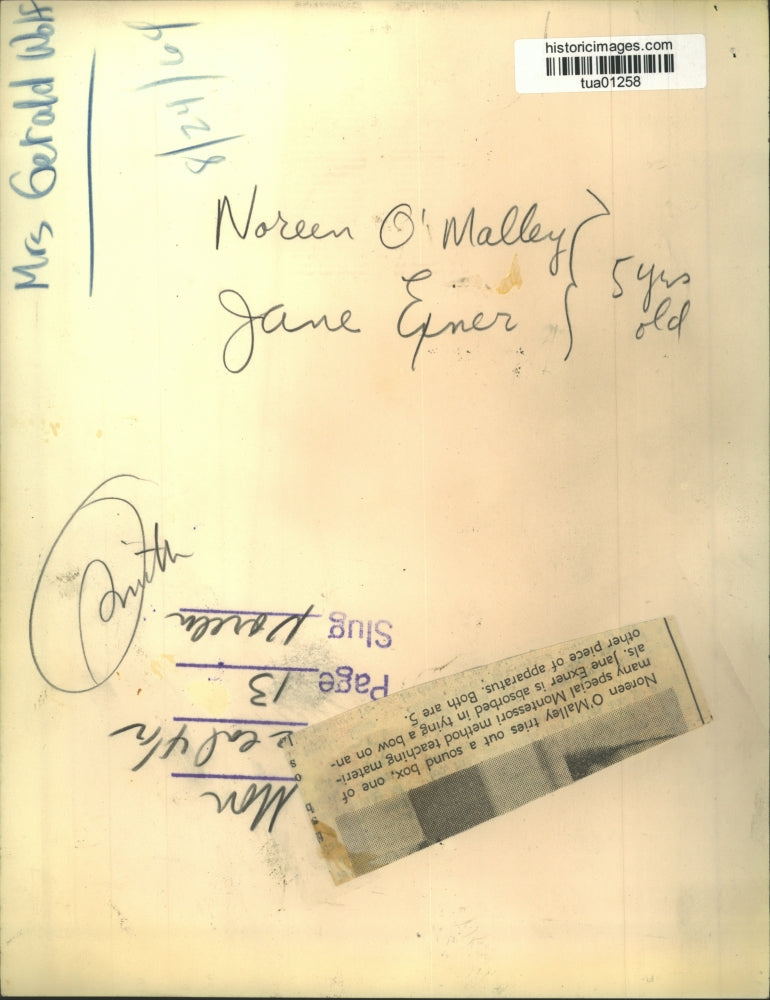 historicimages.com
tua01258
Mrs Gerald Wolf
8/24/64
Noreen O'Malley
Jane Exner
5 yrs
old
Smith
Mon
Page 13
Slug Noreen
Noreen O'Malley tries out a sound box, one of
many special Montessori method teaching materi-
als. Jane Exner is absorbed in tying a bow on an-
other piece of apparatus. Both are 5.